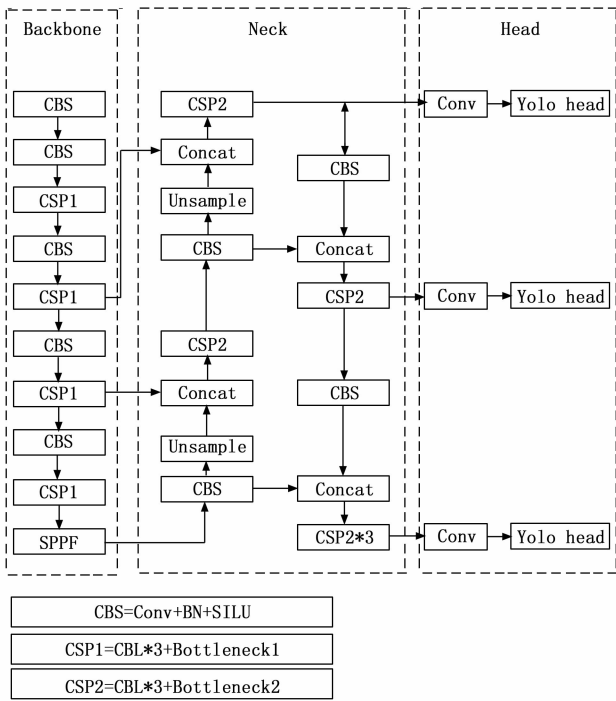 Backbone Neck Head
CBS CSP2 Conv Yolo head
CBS Concat CBS
CSP1 Unsample
CBS CBS Concat
CSP1 CSP2 Conv Yolo head
CBS CSP2
CSP1 Concat CBS
CBS Unsample
CSP1 CBS Concat
SPPF CSP2*3 Conv Yolo head
CBS=Conv+BN+SILU
CSP1=CBL*3+Bottleneck1
CSP2=CBL*3+Bottleneck2